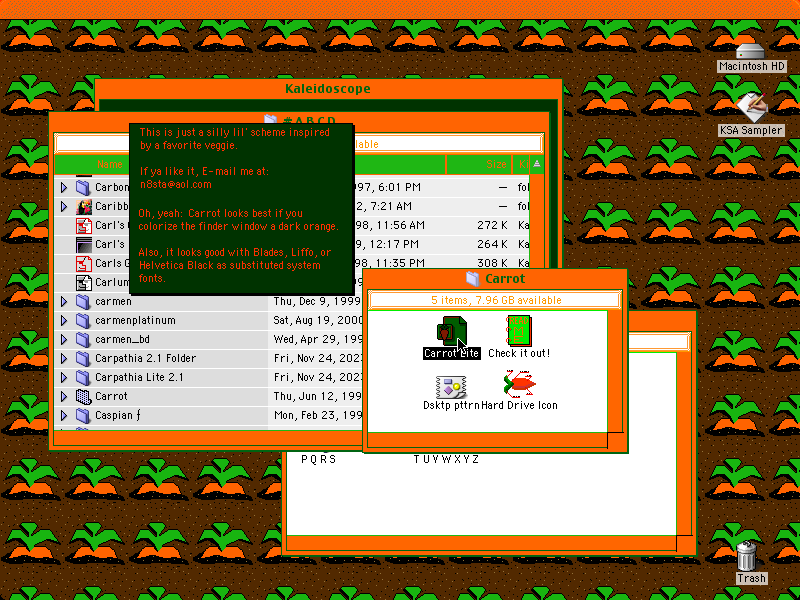 Macintosh HD
KSA Sampler
Kaleidoscope
#ABCD
This is just a silly lil' scheme inspired
by a favorite veggie.
If ya like it, E-mail me at:
n8sta@aol.com
Oh, yeah: Carrot looks best if you
colorize the finder window a dark orange.
Also, it looks good with Blades, Liffo, or
Helvetica Black as substituted system
fonts.
able
Name Size K
Carbon 97, 6:01 PM — fol
Caribb 2, 7:21 AM — fol
Carl's 98, 11:56 AM 272 K Ka
Carl's , 12:17 PM 264 K Ka
Carls G 98, 11:35 PM 308 K Ka
Carlum
carmen Thu, Dec 9, 1999
carmenplatinum Sat, Aug 19, 2000
carmen_bd Wed, Apr 29, 199
Carpathia 2.1 Folder Fri, Nov 24, 202
Carpathia Lite 2.1 Fri, Nov 24, 202
Carrot Thu, Jun 12, 199
Caspian ƒ Mon, Feb 23, 199
Carrot
5 items, 7.96 GB available
Carrot Lite
Check it out!
Dsktp pttrn
Hard Drive Icon
PQRS
TUVWXYZ
Trash